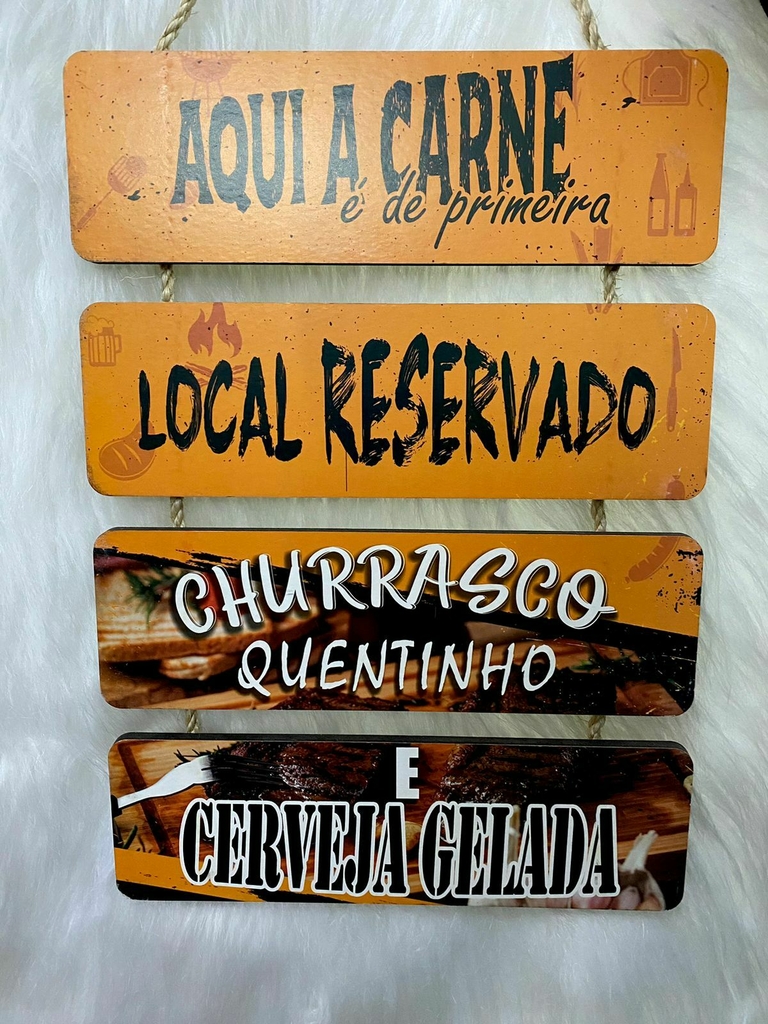 AQUI A CARNE
é de primeira
LOCAL RESERVADO
CHURRASCO
QUENTINHO
E
CERVEJA GELADA